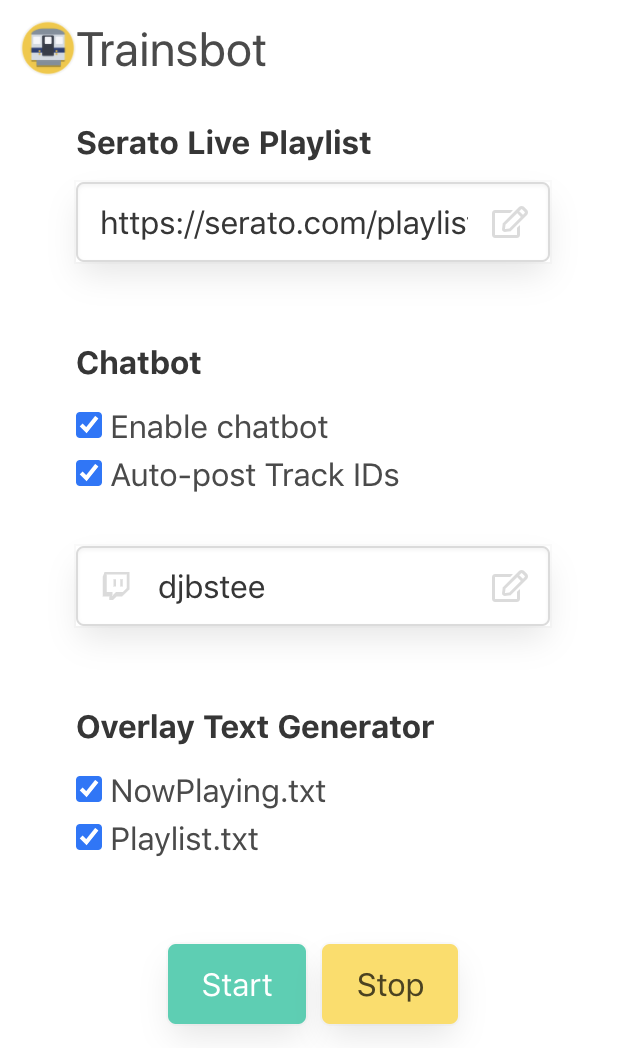 Trainsbot
Serato Live Playlist
https://serato.com/playlis
Chatbot
Enable chatbot
Auto-post Track IDs
djbstee
Overlay Text Generator
NowPlaying.txt
Playlist.txt
Start
Stop